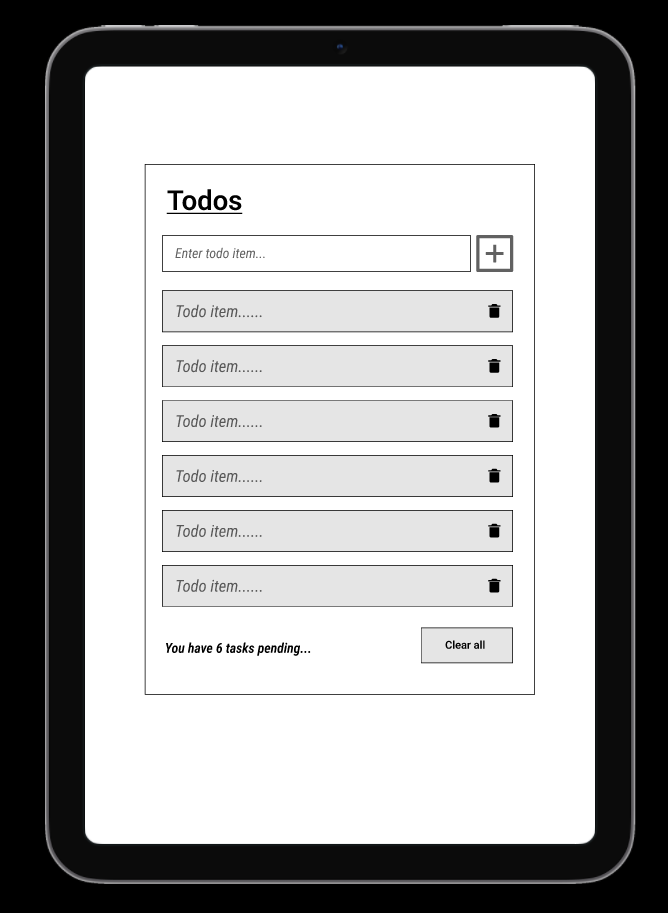 Todos
Enter todo item...
Todo item......
Todo item......
Todo item......
Todo item......
Todo item......
Todo item......
You have 6 tasks pending...
Clear all